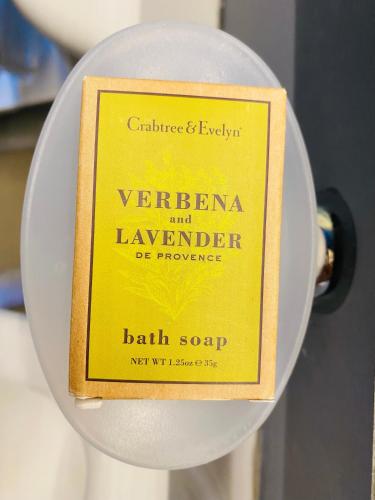 Crabtree & Evelyn®
VERBENA
and
LAVENDER
DE PROVENCE
bath soap
NET WT 1.25oz ℮ 35g